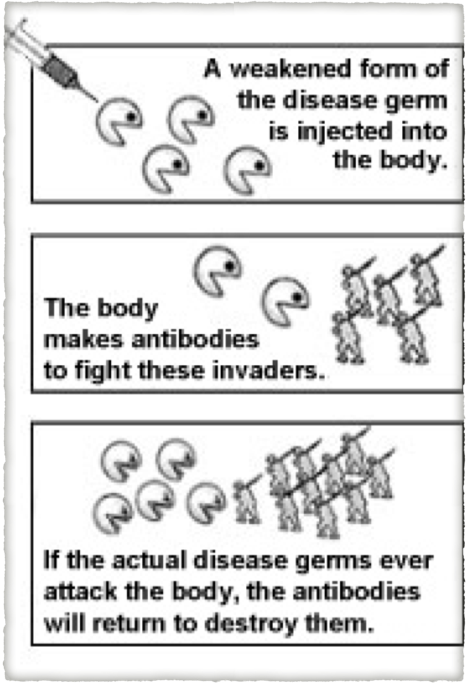 A weakened form of
the disease germ
is injected into
the body.
The body
makes antibodies
to fight these invaders.
If the actual disease germs ever
attack the body, the antibodies
will return to destroy them.